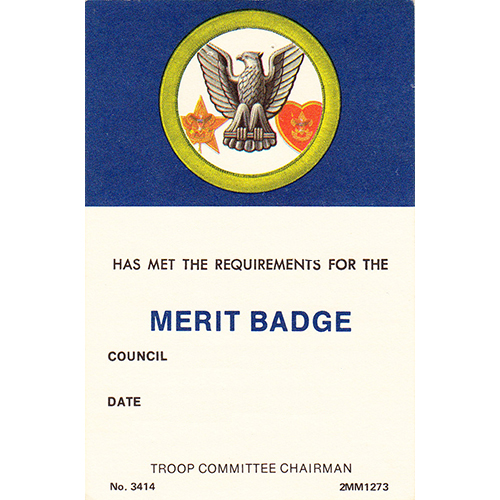 HAS MET THE REQUIREMENTS FOR THE
MERIT BADGE
COUNCIL
DATE
TROOP COMMITTEE CHAIRMAN
No. 3414 2MM1273